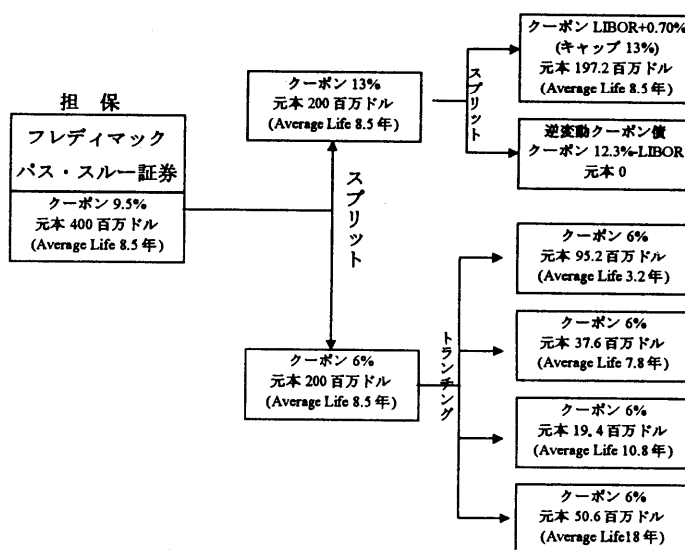 担 保
フレディマック
パス・スルー証券
クーポン 9.5%
元本 400 百万ドル
(Average Life 8.5 年)
スプリット
クーポン 13%
元本 200 百万ドル
(Average Life 8.5 年)
スプリット
クーポン LIBOR+0.70%
(キャップ 13%)
元本 197.2 百万ドル
(Average Life 8.5 年)
逆変動クーポン債
クーポン 12.3%-LIBOR
元本 0
クーポン 6%
元本 200 百万ドル
(Average Life 8.5 年)
トランチング
クーポン 6%
元本 95.2 百万ドル
(Average Life 3.2 年)
クーポン 6%
元本 37.6 百万ドル
(Average Life 7.8 年)
クーポン 6%
元本 19.4 百万ドル
(Average Life 10.8 年)
クーポン 6%
元本 50.6 百万ドル
(Average Life18 年)